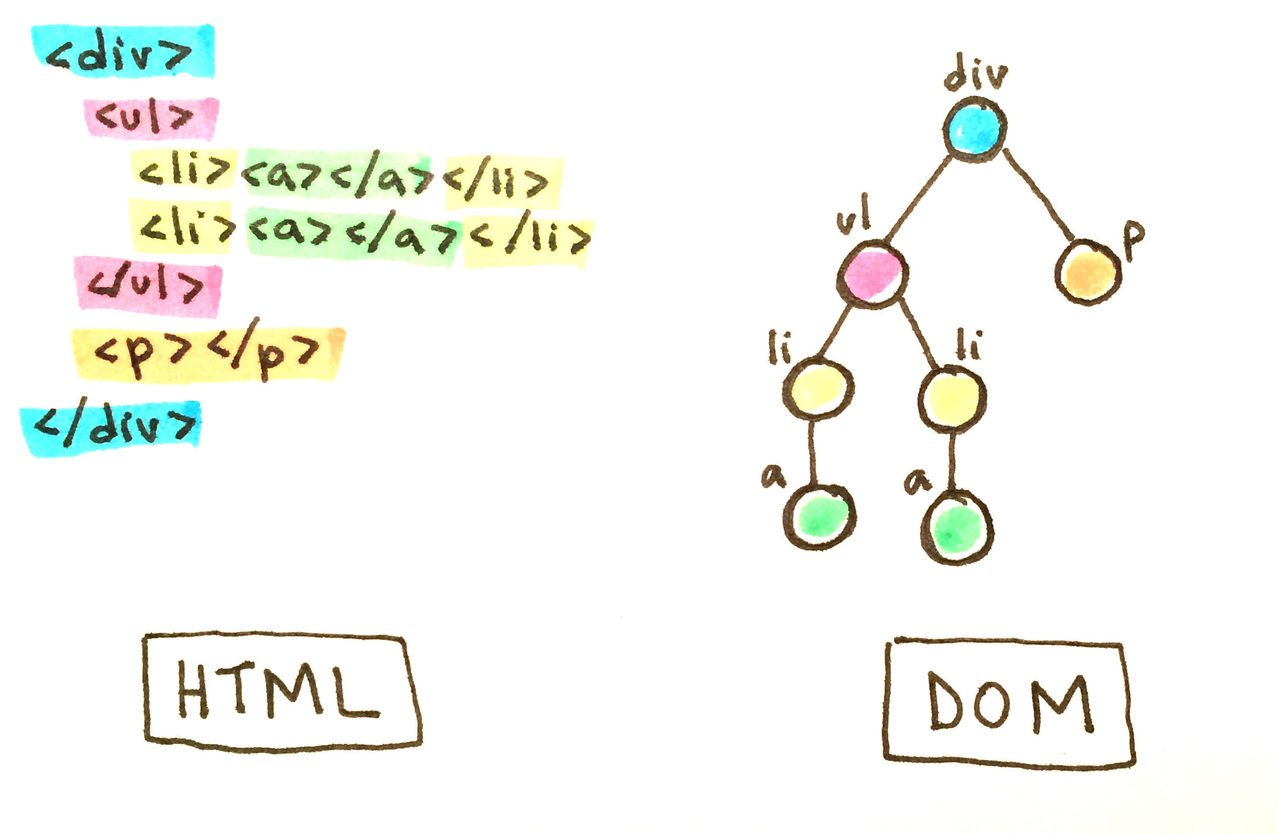 <div>
<ul>
<li><a></a></li>
<li><a></a></li>
</ul>
<p></p>
</div>
HTML
div
ul
p
li
li
a
a
DOM